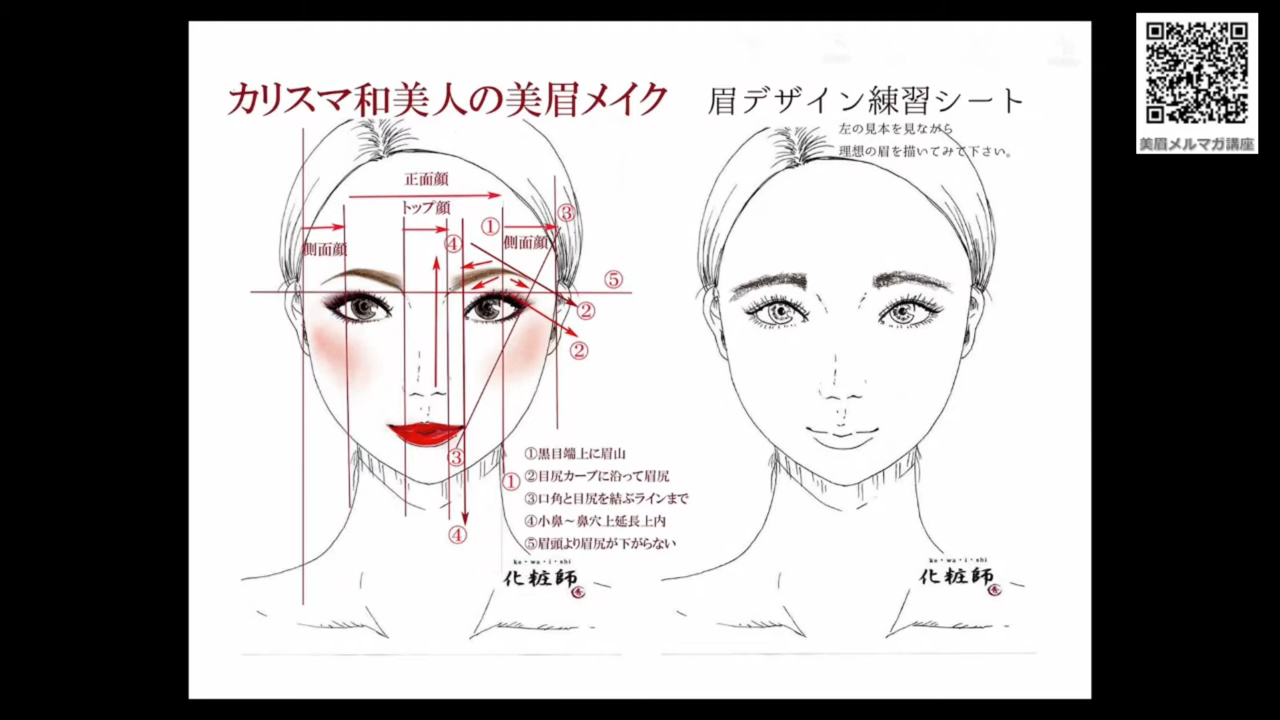 カリスマ和美人の美眉メイク
眉デザイン練習シート
左の見本を見ながら
理想の眉を描いてみて下さい。
美眉メルマガ講座
正面顔
トップ顔
側面顔
側面顔
①
③
④
⑤
②
②
③
①
④
①黒目端上に眉山
②目尻カーブに沿って眉尻
③口角と目尻を結ぶラインまで
④小鼻～鼻穴上延長上内
⑤眉頭より眉尻が下がらない
ke・wa・i・shi
化粧師
ke・wa・i・shi
化粧師